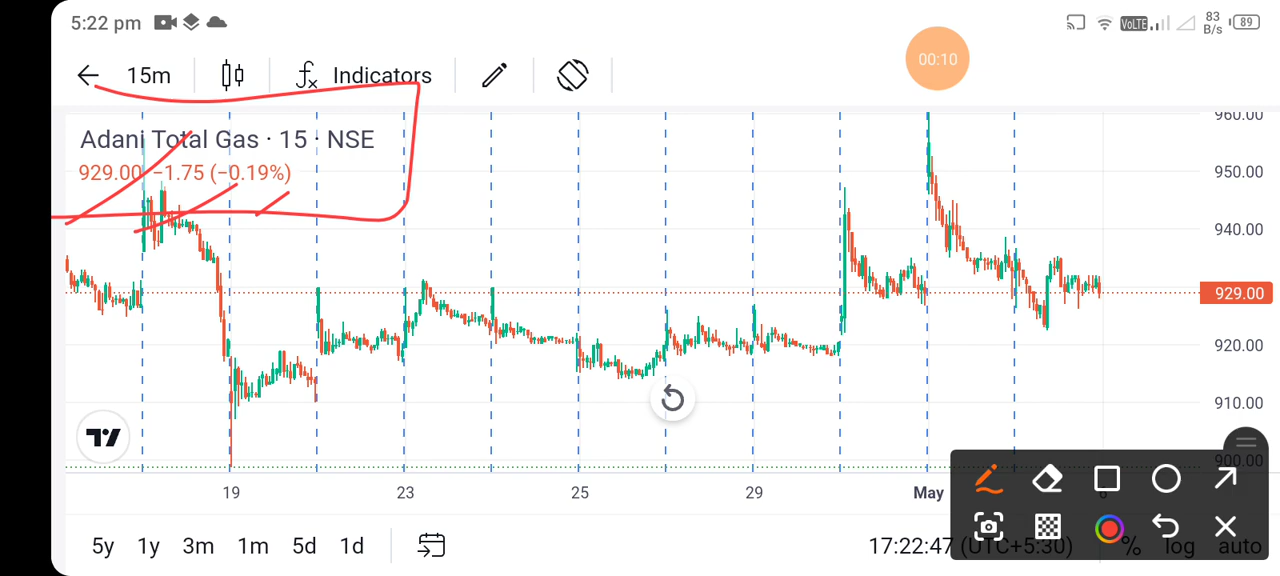 5:22 pm VoLTE 83 B/s 89
00:10
15m Indicators
Adani Total Gas · 15 · NSE
929.00 −1.75 (−0.19%)
960.00
950.00
940.00
929.00
920.00
910.00
900.00
19 23 25 29 May
5y 1y 3m 1m 5d 1d 17:22:47 (UTC+5:30) % log auto